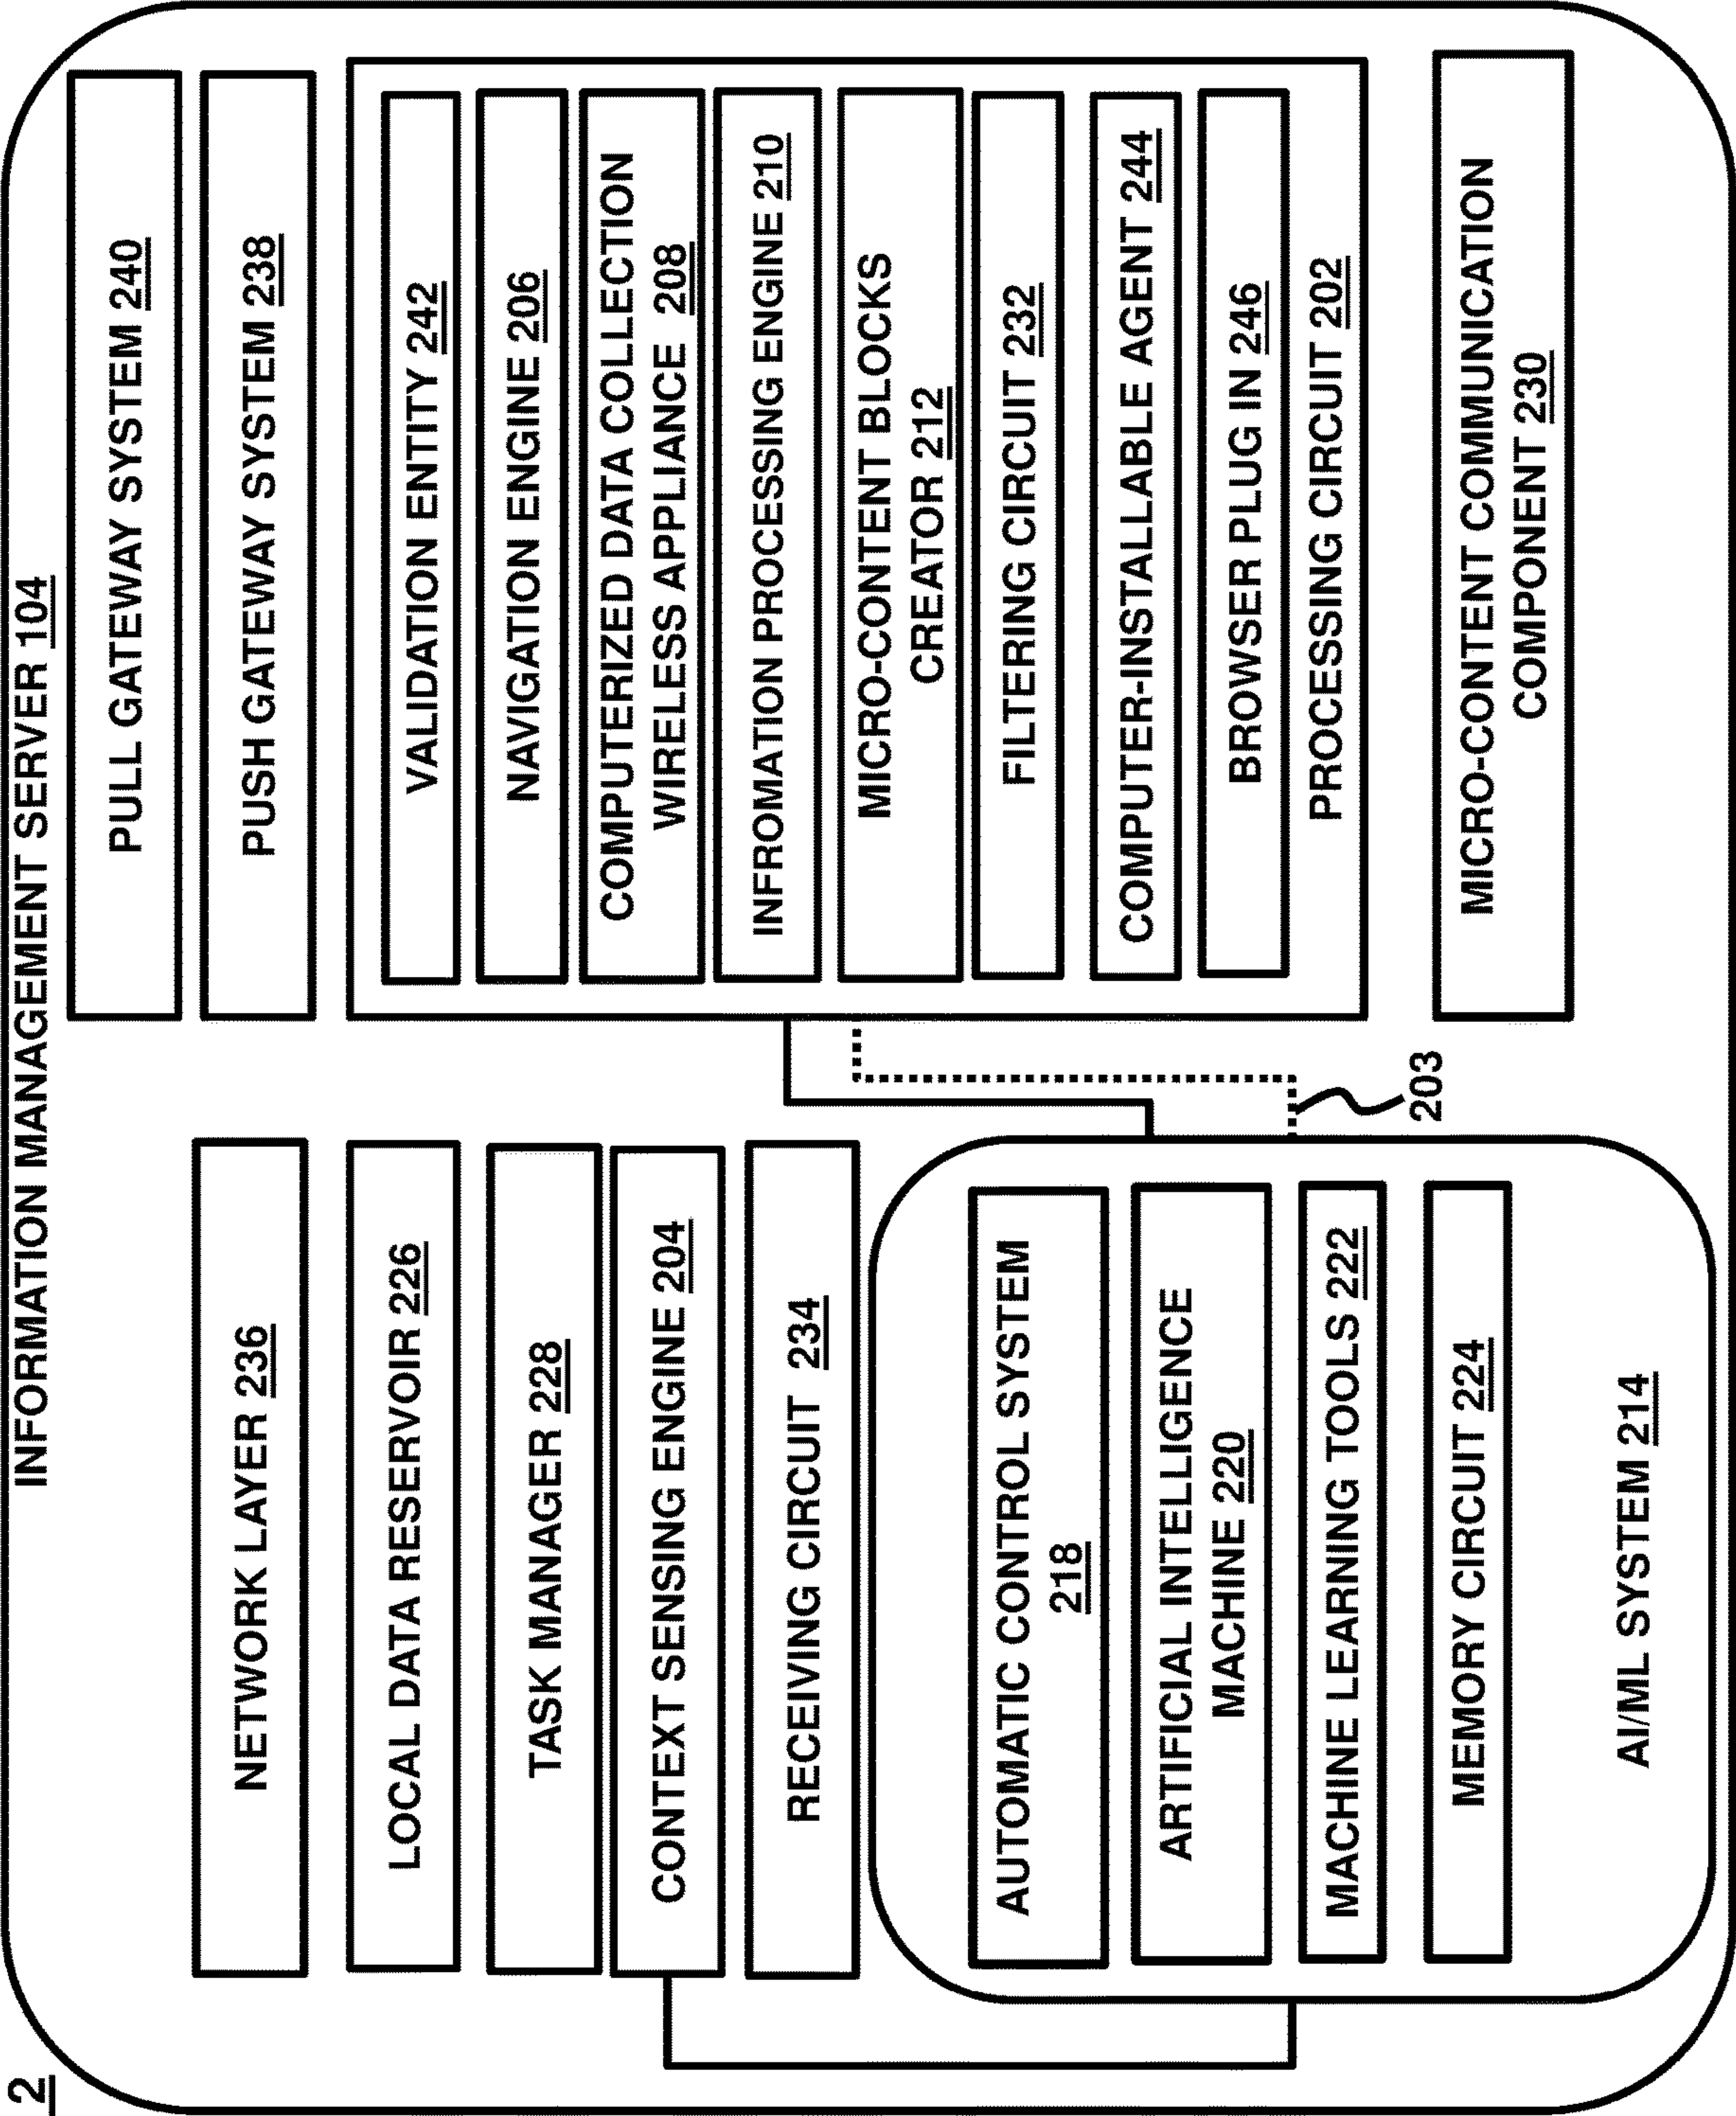 2
INFORMATION MANAGEMENT SERVER 104
NETWORK LAYER 236
LOCAL DATA RESERVOIR 226
TASK MANAGER 228
CONTEXT SENSING ENGINE 204
RECEIVING CIRCUIT 234
AUTOMATIC CONTROL SYSTEM
218
ARTIFICIAL INTELLIGENCE
MACHINE 220
MACHINE LEARNING TOOLS 222
MEMORY CIRCUIT 224
AI/ML SYSTEM 214
203
PULL GATEWAY SYSTEM 240
PUSH GATEWAY SYSTEM 238
VALIDATION ENTITY 242
NAVIGATION ENGINE 206
COMPUTERIZED DATA COLLECTION
WIRELESS APPLIANCE 208
INFROMATION PROCESSING ENGINE 210
MICRO-CONTENT BLOCKS
CREATOR 212
FILTERING CIRCUIT 232
COMPUTER-INSTALLABLE AGENT 244
BROWSER PLUG IN 246
PROCESSING CIRCUIT 202
MICRO-CONTENT COMMUNICATION
COMPONENT 230